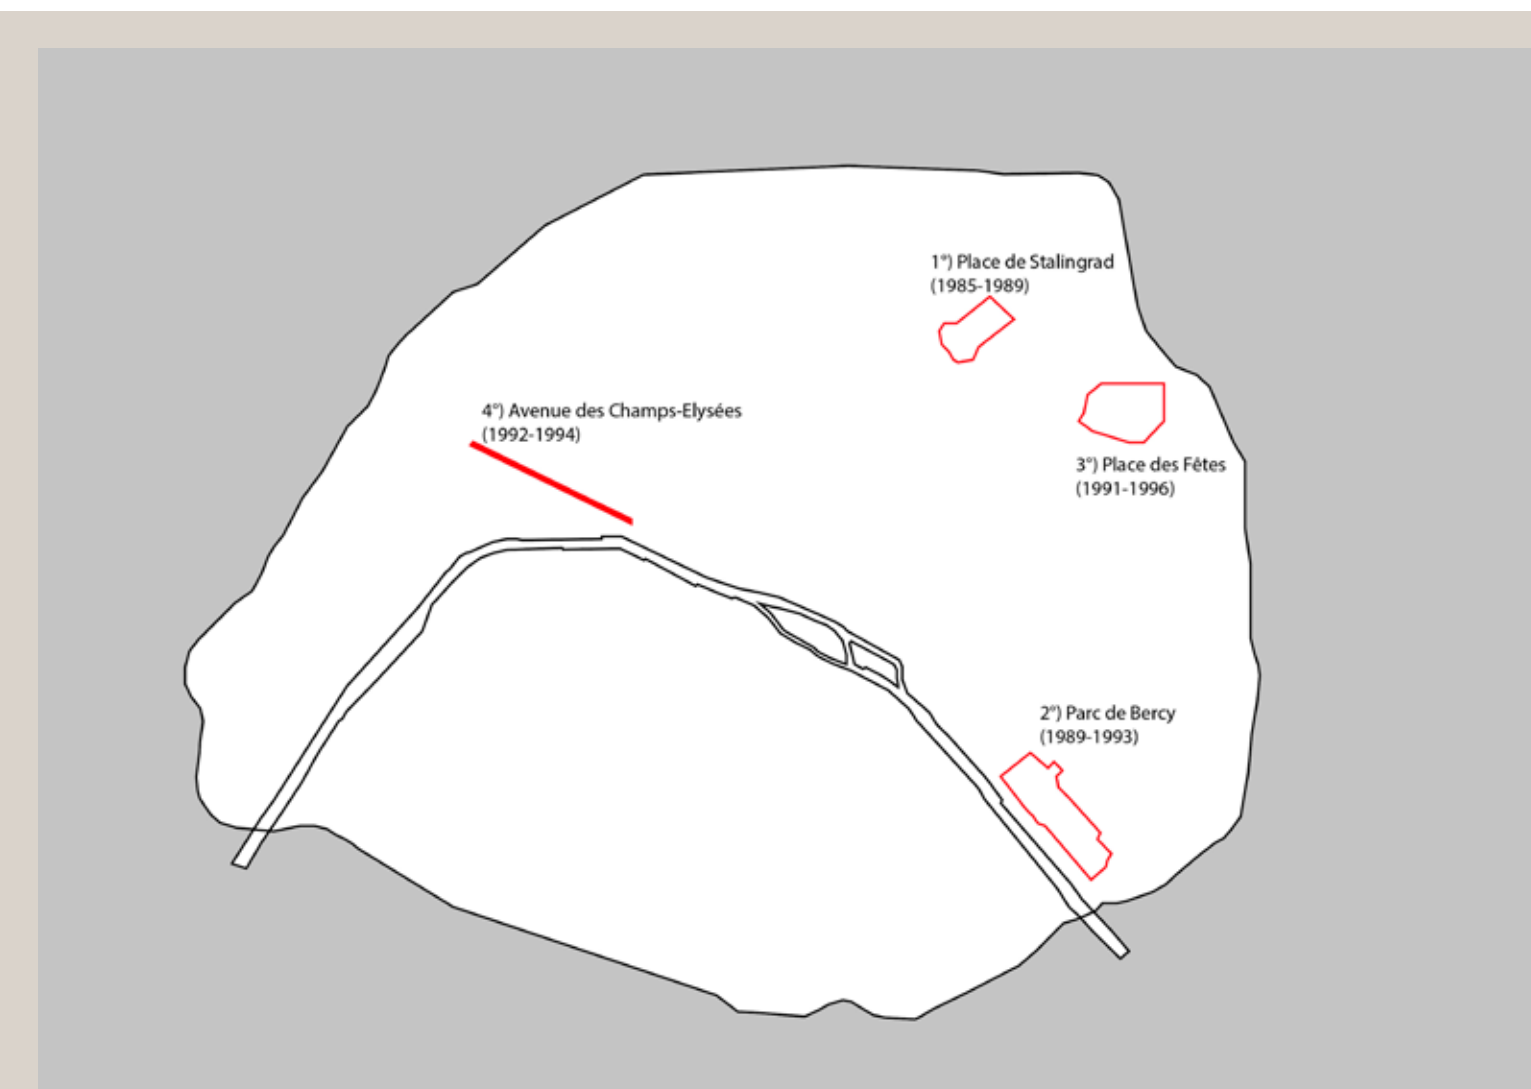 1°) Place de Stalingrad
(1985-1989)
4°) Avenue des Champs-Elysées
(1992-1994)
3°) Place des Fêtes
(1991-1996)
2°) Parc de Bercy
(1989-1993)